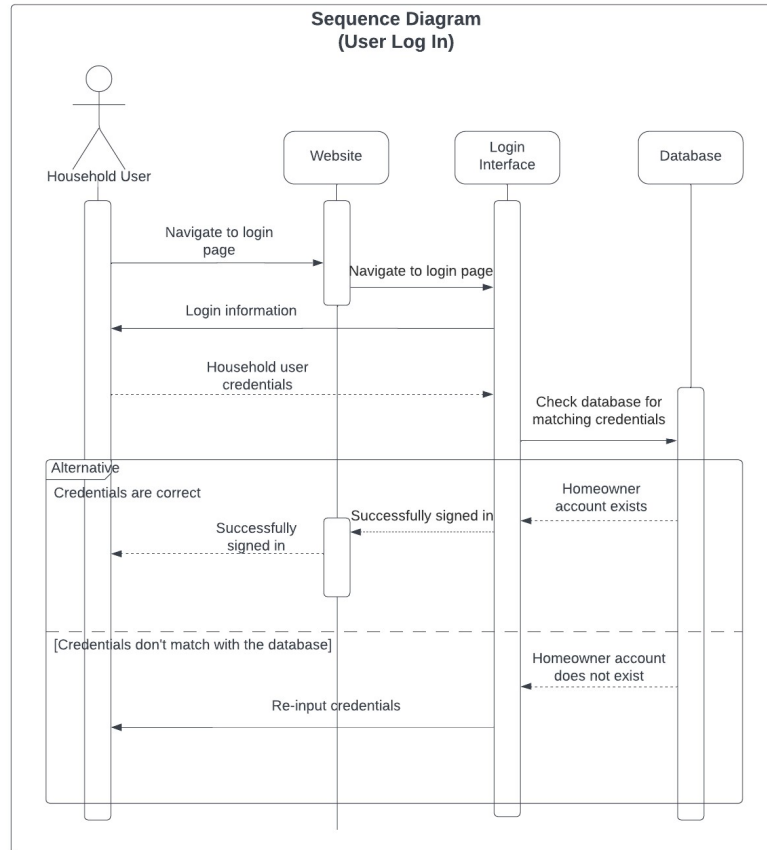 Sequence Diagram
(User Log In)
Household User
Website
Login
Interface
Database
Navigate to login
page
Navigate to login page
Login information
Household user
credentials
Check database for
matching credentials
Alternative
Credentials are correct
Homeowner
account exists
Successfully signed in
Successfully
signed in
[Credentials don't match with the database]
Homeowner account
does not exist
Re-input credentials